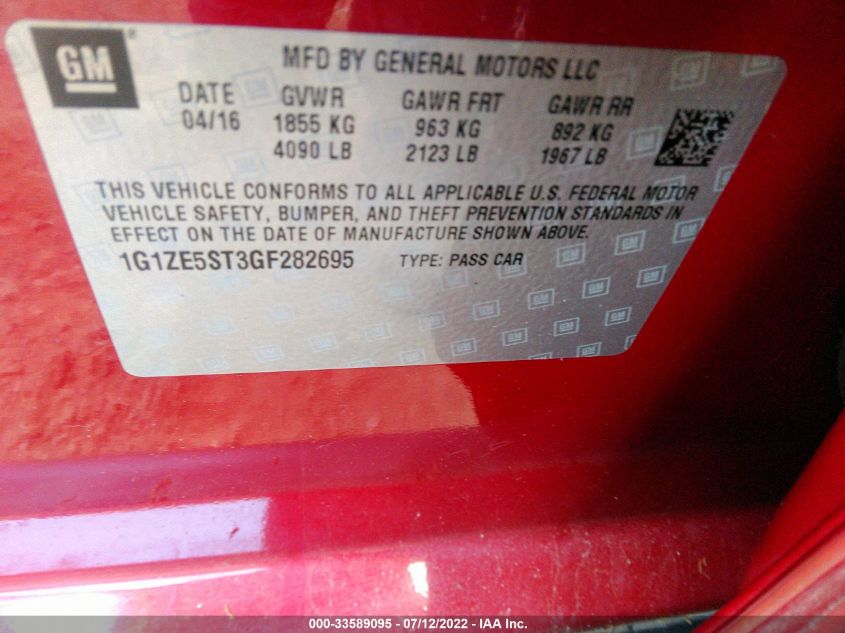 GM
MFD BY GENERAL MOTORS LLC
DATE GVWR GAWR FRT GAWR RR
04/16 1855 KG 963 KG 892 KG
4090 LB 2123 LB 1967 LB
THIS VEHICLE CONFORMS TO ALL APPLICABLE U.S. FEDERAL MOTOR
VEHICLE SAFETY, BUMPER, AND THEFT PREVENTION STANDARDS IN
EFFECT ON THE DATE OF MANUFACTURE SHOWN ABOVE.
1G1ZE5ST3GF282695 TYPE: PASS CAR
000-33589095 - 07/12/2022 - IAA Inc.